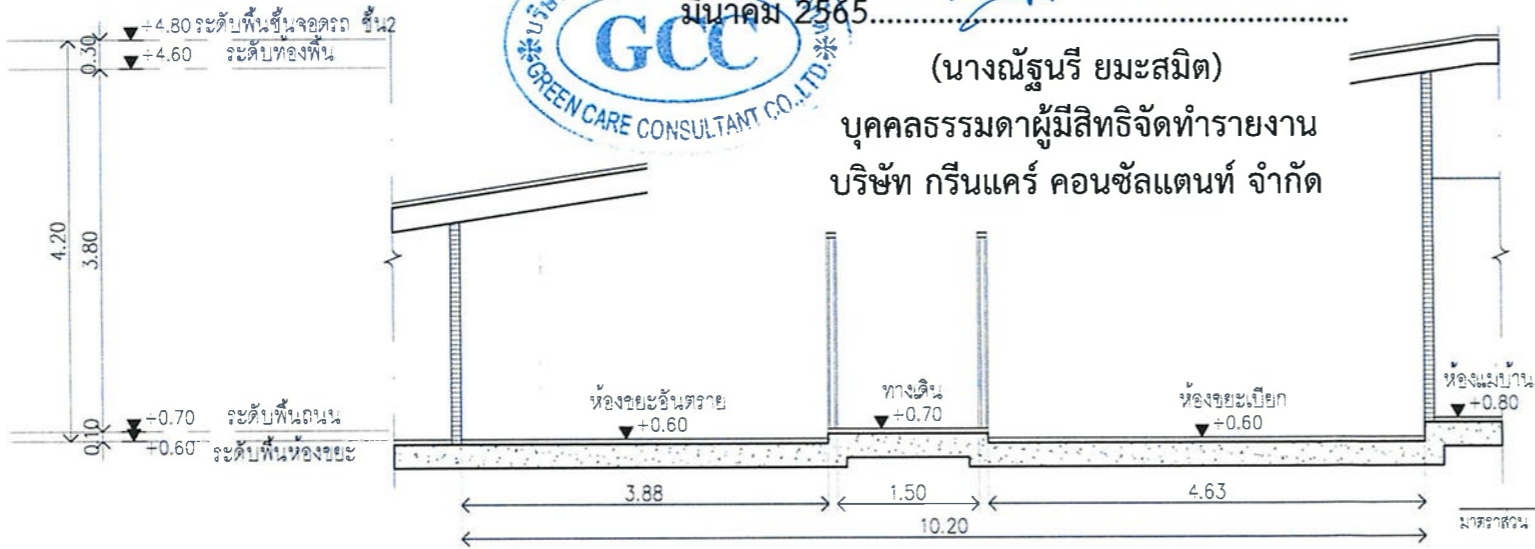 มีนาคม 2565
GCC
GREEN CARE CONSULTANT CO.,LTD.
(นางณัฐนรี ยมะสมิต)
บุคคลธรรมดาผู้มีสิทธิจัดทำรายงาน
บริษัท กรีนแคร์ คอนซัลแตนท์ จำกัด
+4.80 ระดับพื้นชั้นจอดรถ ชั้น2
+4.60 ระดับท้องพื้น
0.30
4.20
3.80
0.10
+0.70 ระดับพื้นถนน
+0.60 ระดับพื้นห้องขยะ
ห้องขยะอันตราย
+0.60
ทางเดิน
+0.70
ห้องขยะเปียก
+0.60
ห้องแม่บ้าน
+0.80
3.88
1.50
4.63
10.20
มาตราส่วน